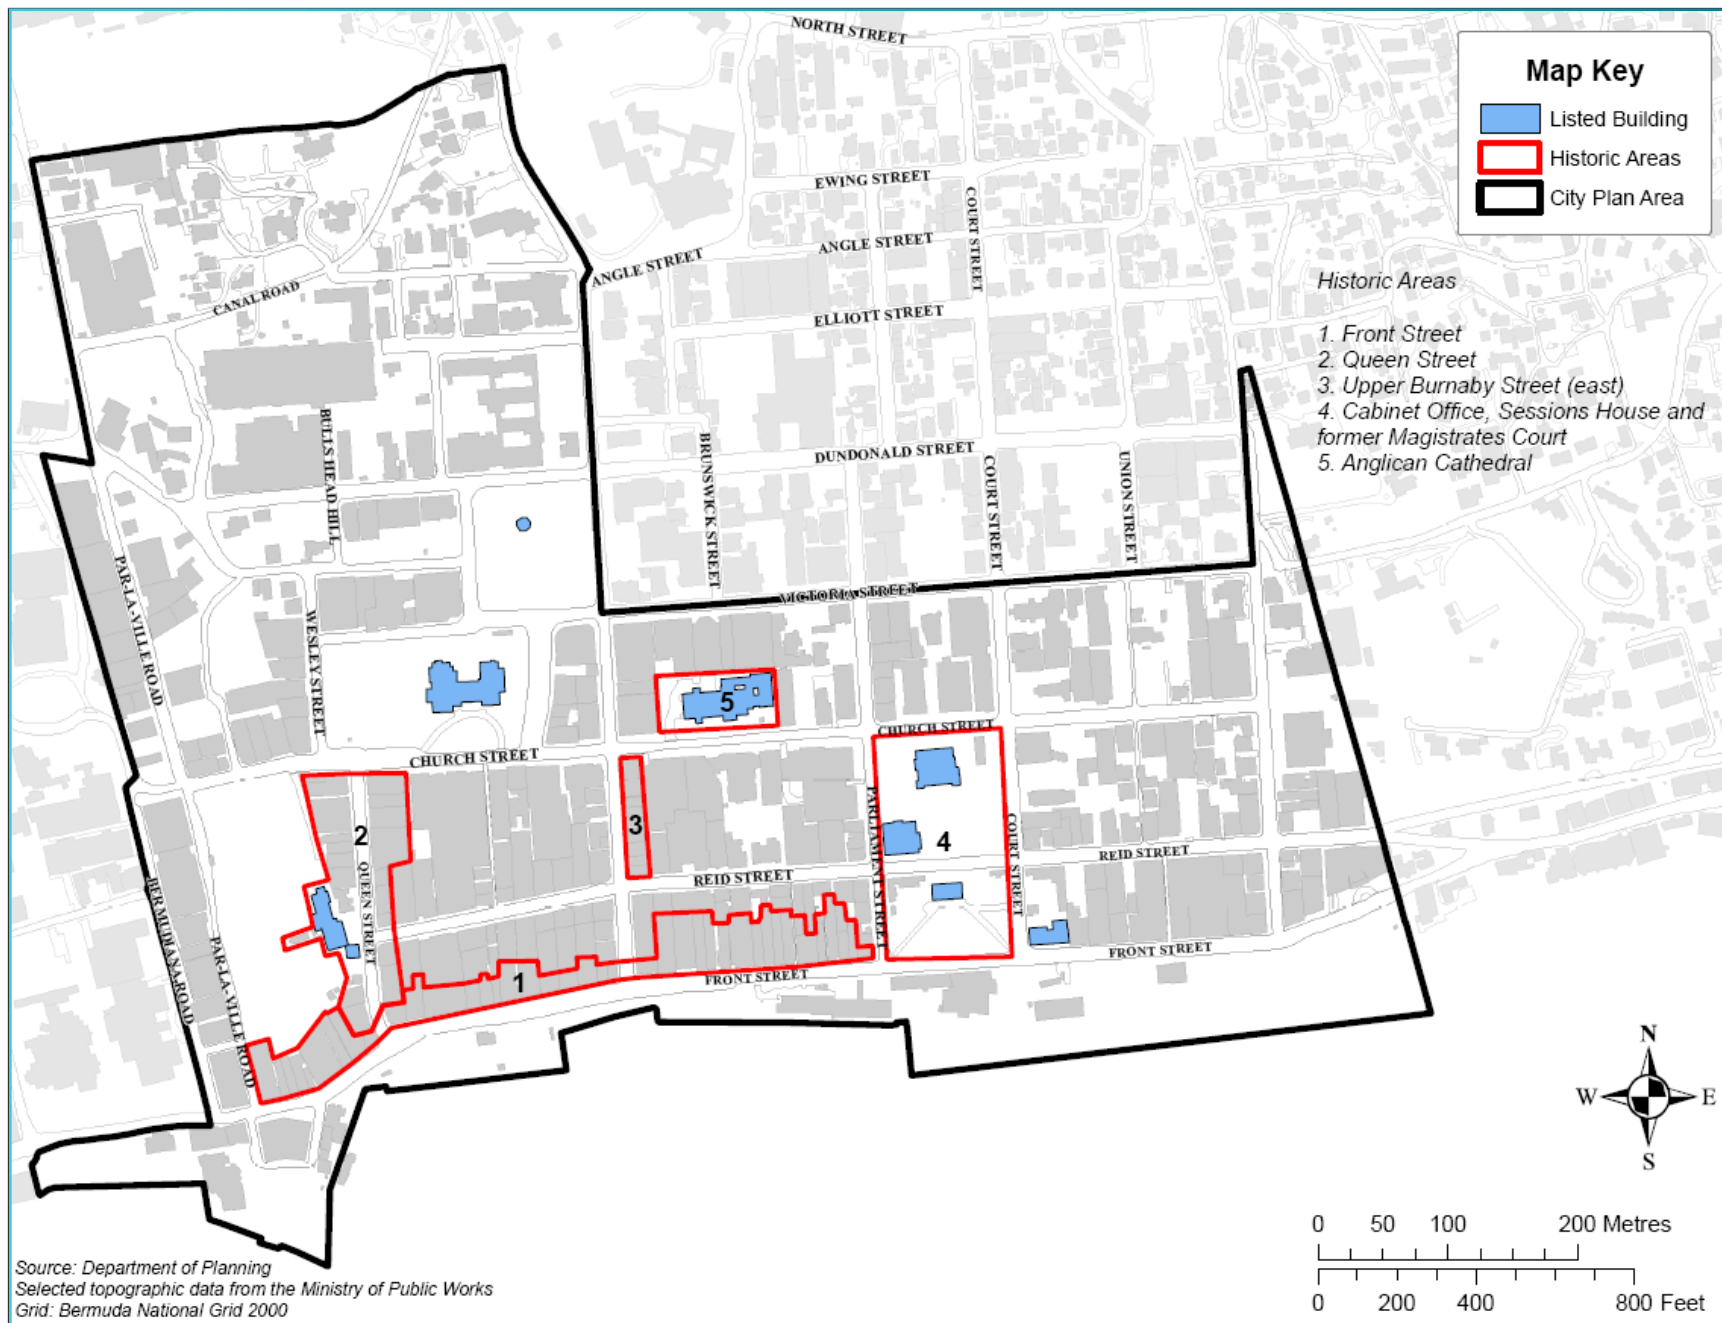 NORTH STREET
Map Key
Listed Building
Historic Areas
City Plan Area
EWING STREET
COURT STREET
ANGLE STREET
ANGLE STREET
CANAL ROAD
ELLIOTT STREET
Historic Areas
1. Front Street
2. Queen Street
3. Upper Burnaby Street (east)
4. Cabinet Office, Sessions House and
former Magistrates Court
5. Anglican Cathedral
BULLS HEAD HILL
BRUNSWICK STREET
DUNDONALD STREET
COURT STREET
UNION STREET
PAR-LA-VILLE ROAD
VICTORIA STREET
WESLEY STREET
5
CHURCH STREET
CHURCH STREET
2
3
4
PARLIAMENT STREET
COURT STREET
REID STREET
REID STREET
QUEEN STREET
BERMUDIANA ROAD
PAR-LA-VILLE ROAD
1
FRONT STREET
FRONT STREET
N
W
E
S
0 50 100 200 Metres
0 200 400 800 Feet
Source: Department of Planning
Selected topographic data from the Ministry of Public Works
Grid: Bermuda National Grid 2000